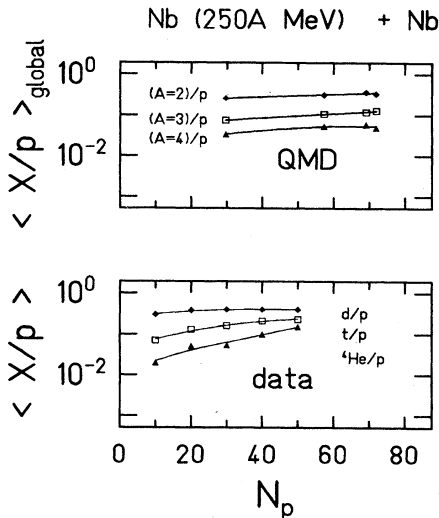 Nb (250A MeV) + Nb
< X/p >global
10^0
10^-2
(A=2)/p
(A=3)/p
(A=4)/p
QMD
< X/p >
10^0
10^-2
d/p
t/p
⁴He/p
data
0 20 40 60 80
Np